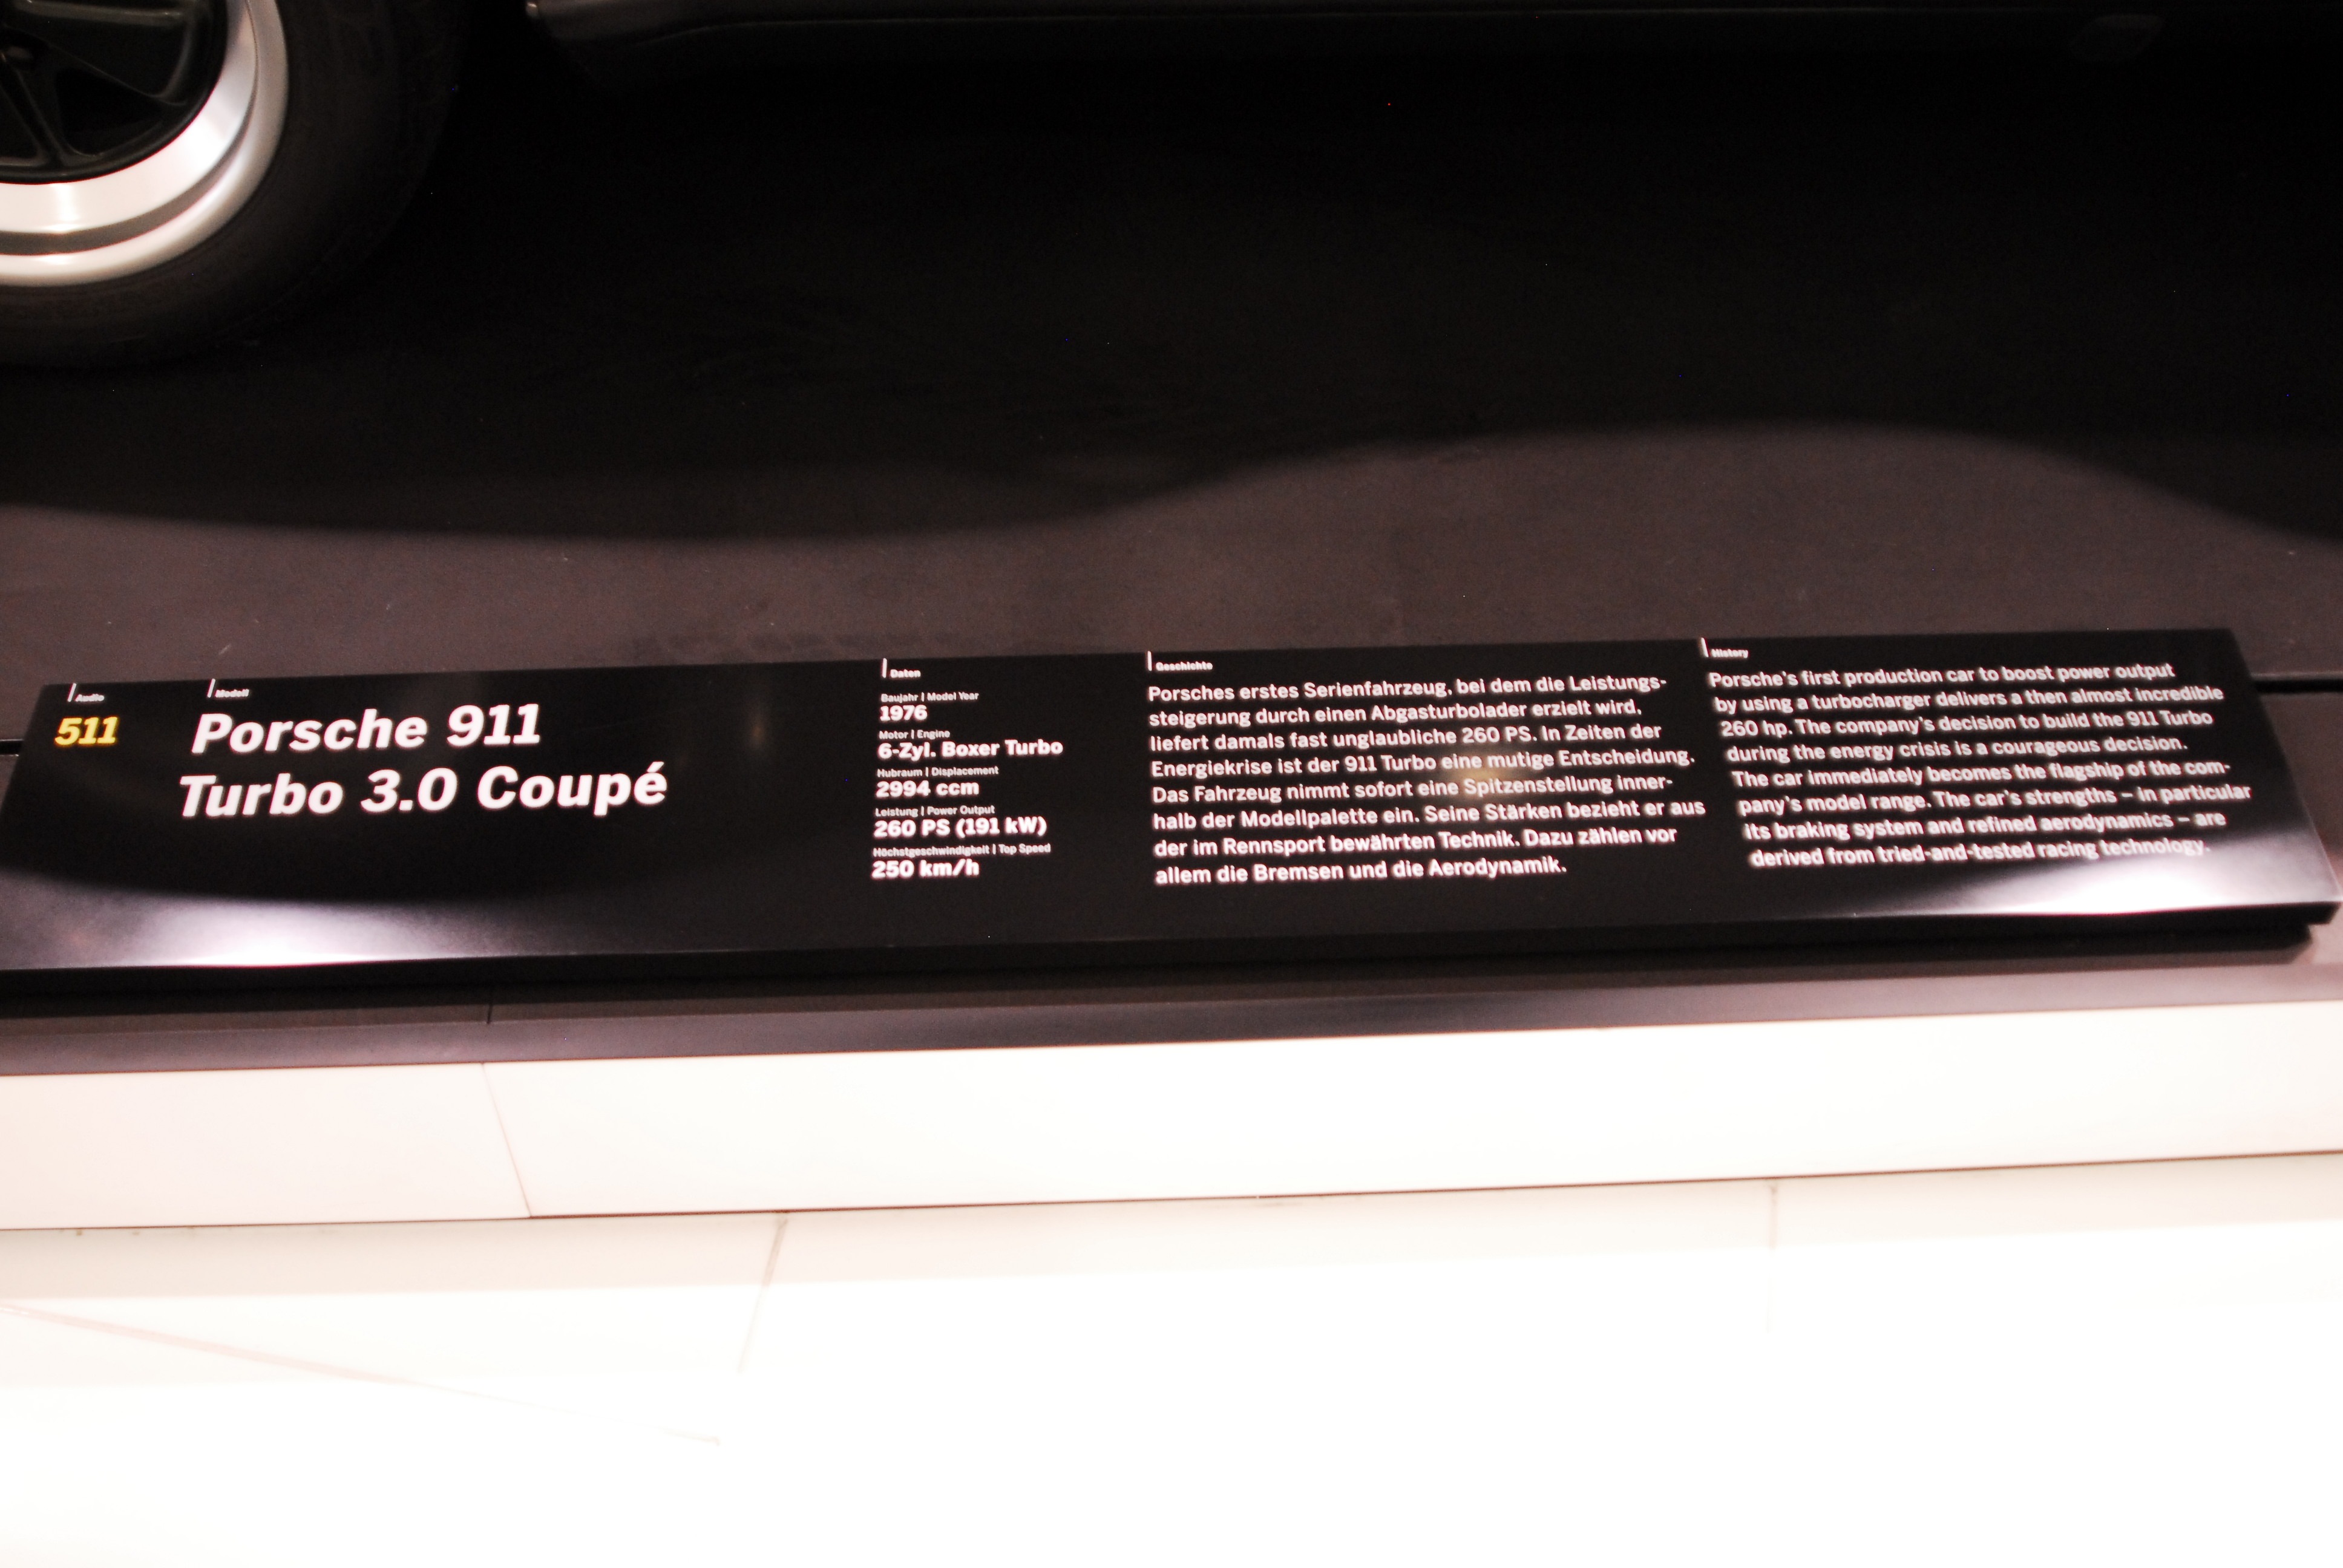 Audio
511
Modell
Porsche 911
Turbo 3.0 Coupé
Daten
Baujahr | Model Year
1976
Motor | Engine
6-Zyl. Boxer Turbo
Hubraum | Displacement
2994 ccm
Leistung | Power Output
260 PS (191 kW)
Höchstgeschwindigkeit | Top Speed
250 km/h
Geschichte
Porsches erstes Serienfahrzeug, bei dem die Leistungs-
steigerung durch einen Abgasturbolader erzielt wird,
liefert damals fast unglaubliche 260 PS. In Zeiten der
Energiekrise ist der 911 Turbo eine mutige Entscheidung.
Das Fahrzeug nimmt sofort eine Spitzenstellung inner-
halb der Modellpalette ein. Seine Stärken bezieht er aus
der im Rennsport bewährten Technik. Dazu zählen vor
allem die Bremsen und die Aerodynamik.
History
Porsche's first production car to boost power output
by using a turbocharger delivers a then almost incredible
260 hp. The company's decision to build the 911 Turbo
during the energy crisis is a courageous decision.
The car immediately becomes the flagship of the com-
pany's model range. The car's strengths – in particular
its braking system and refined aerodynamics – are
derived from tried-and-tested racing technology.